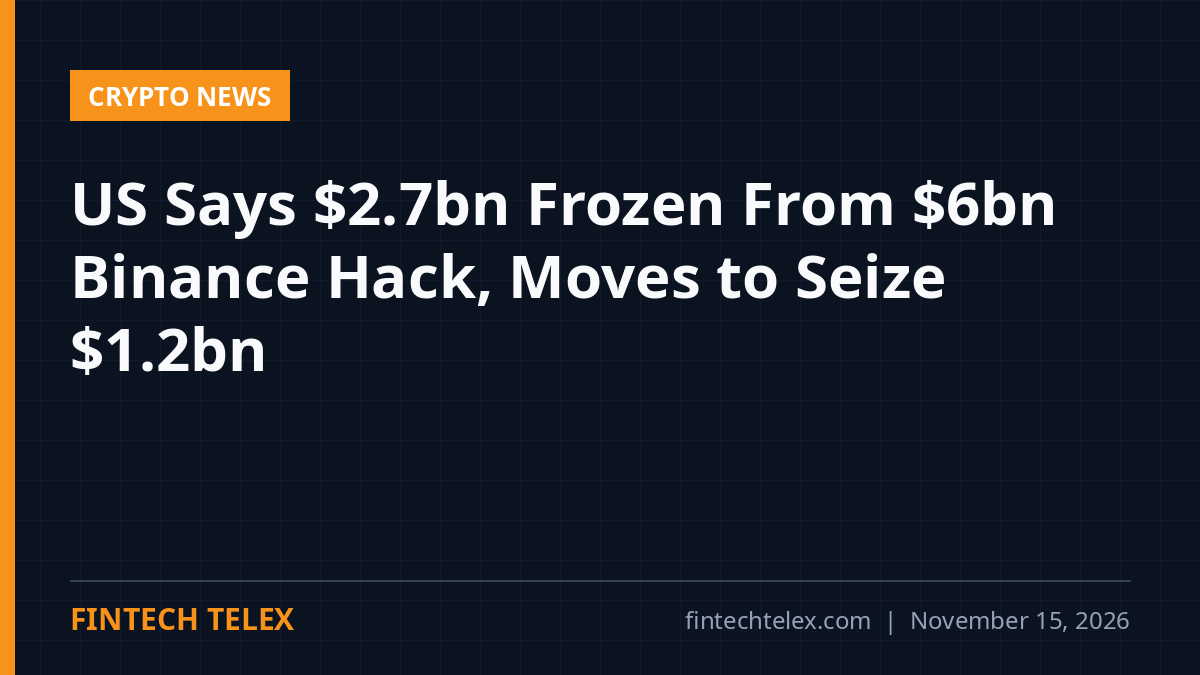 CRYPTO NEWS
US Says $2.7bn Frozen From $6bn
Binance Hack, Moves to Seize
$1.2bn
FINTECH TELEX
fintechtelex.com | November 15, 2026